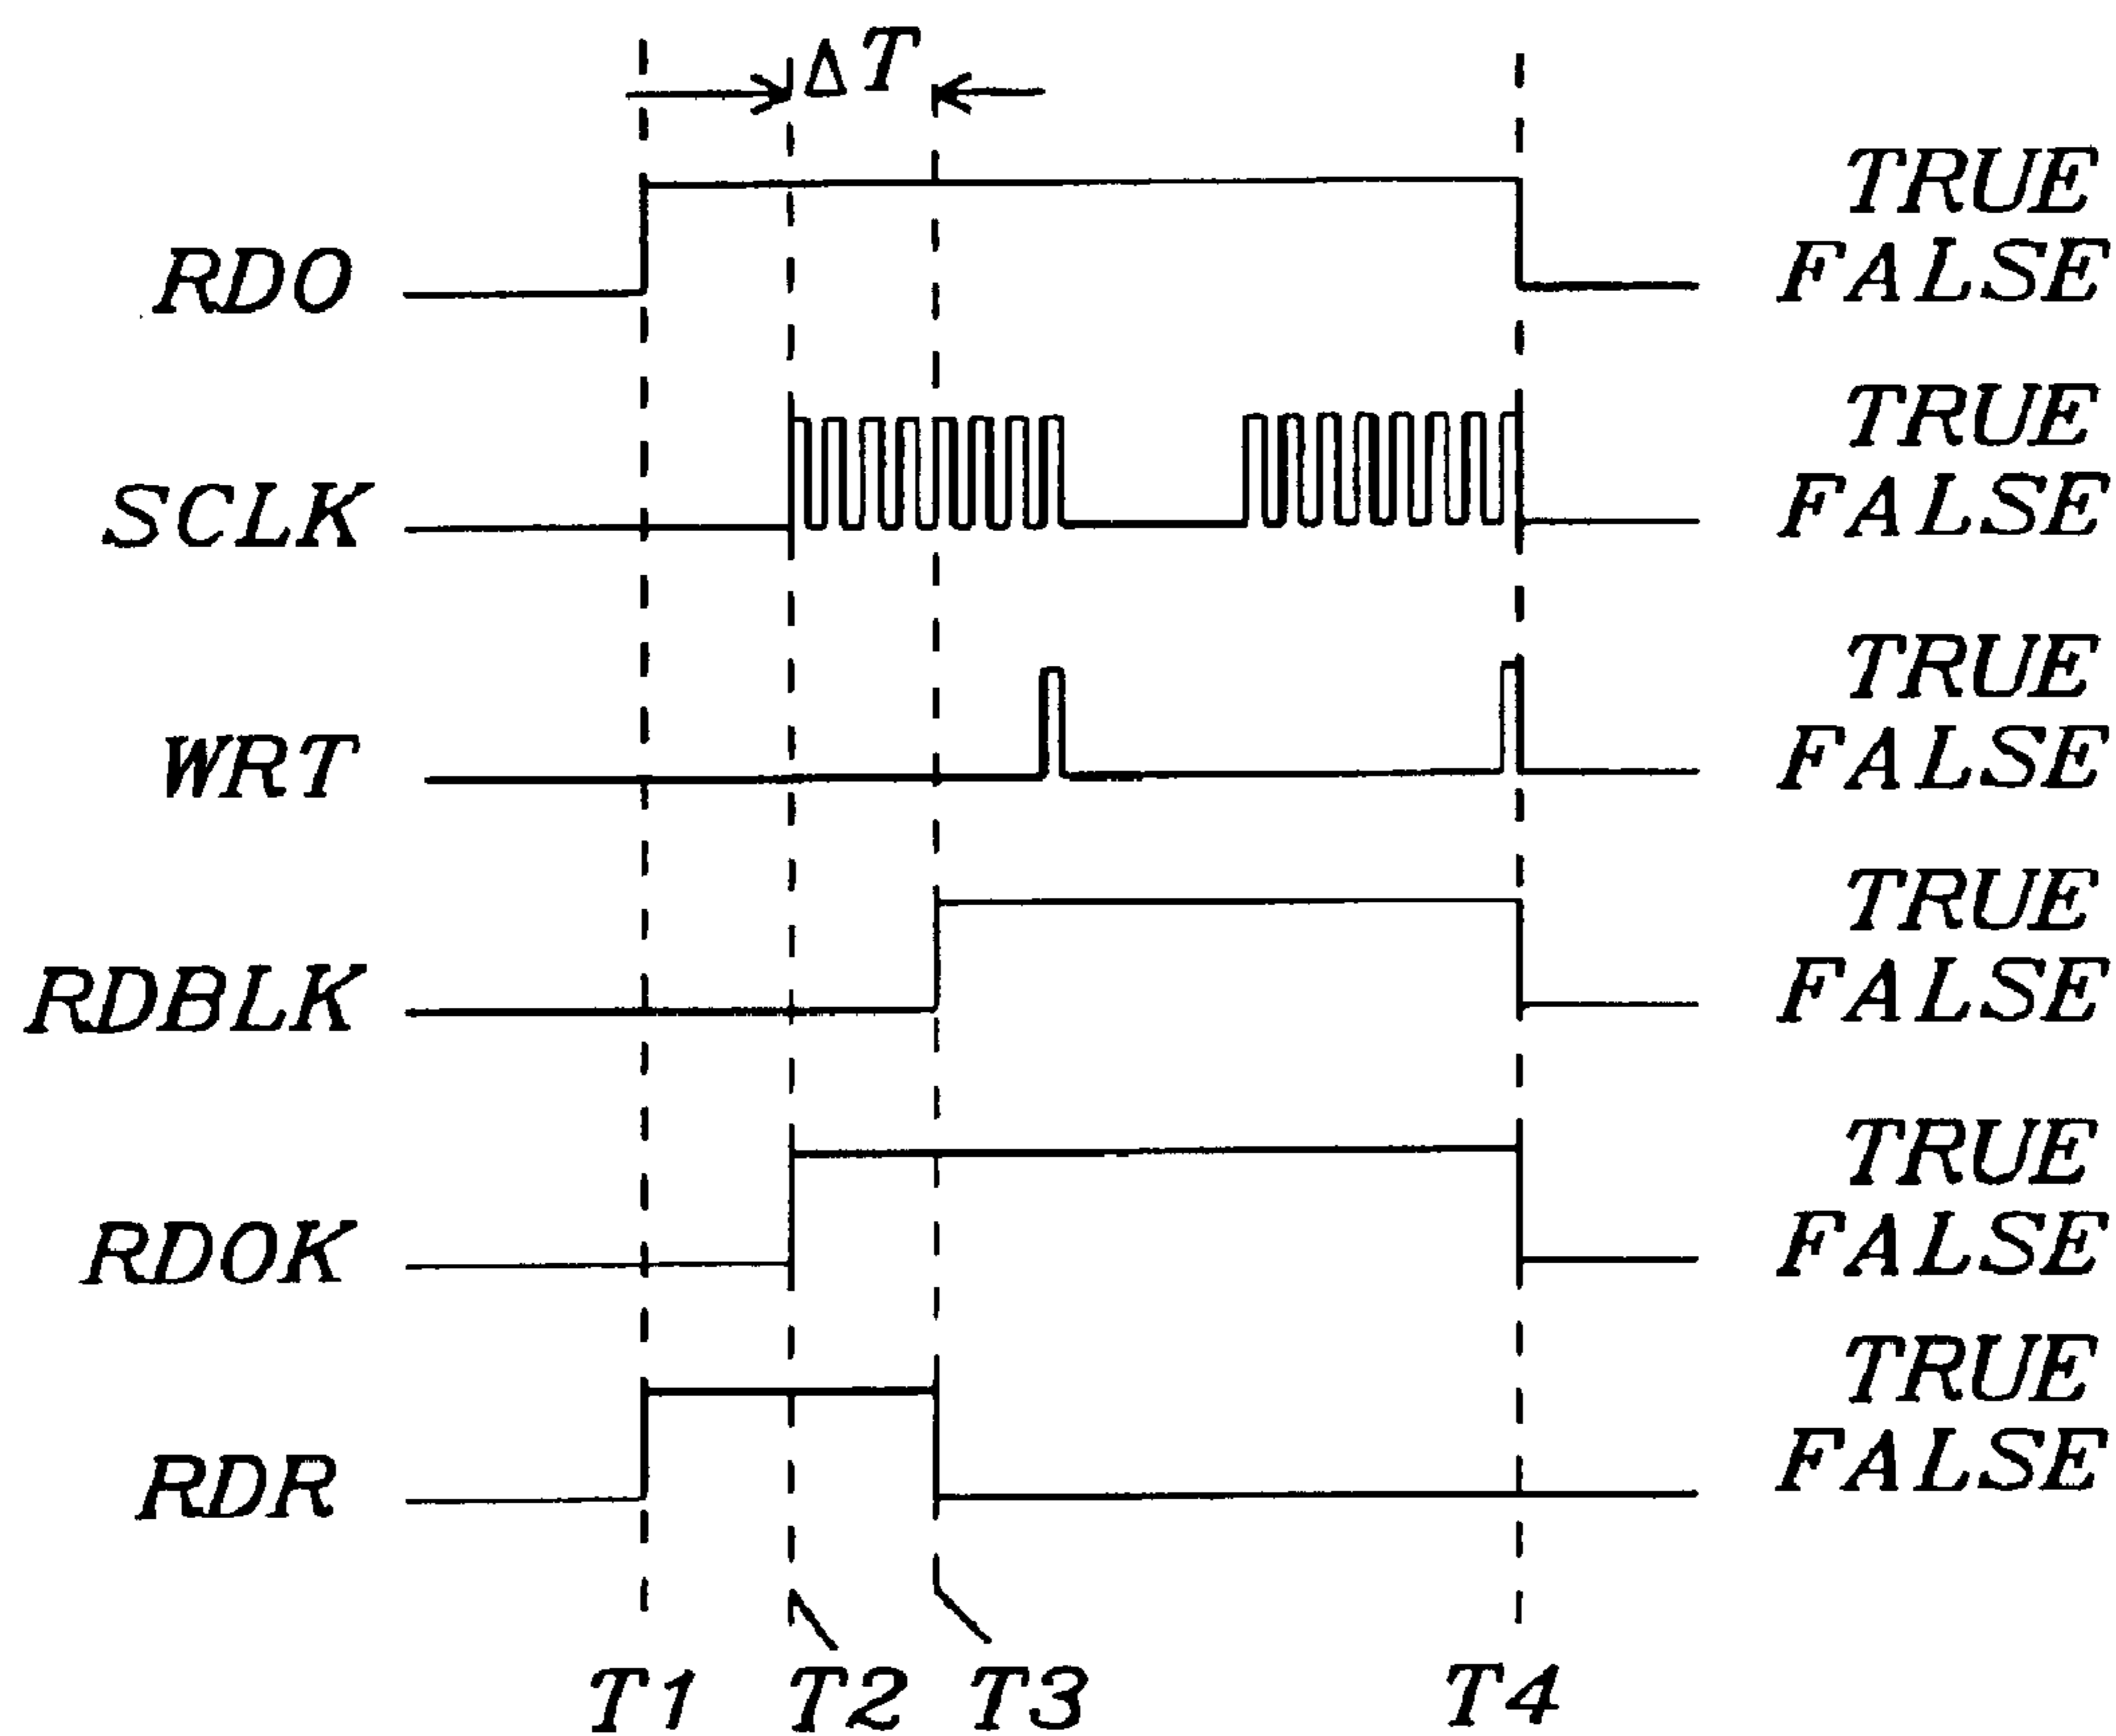 ΔT
TRUE
RDO FALSE
TRUE
SCLK FALSE
TRUE
WRT FALSE
TRUE
RDBLK FALSE
TRUE
RDOK FALSE
TRUE
RDR FALSE
T1 T2 T3 T4